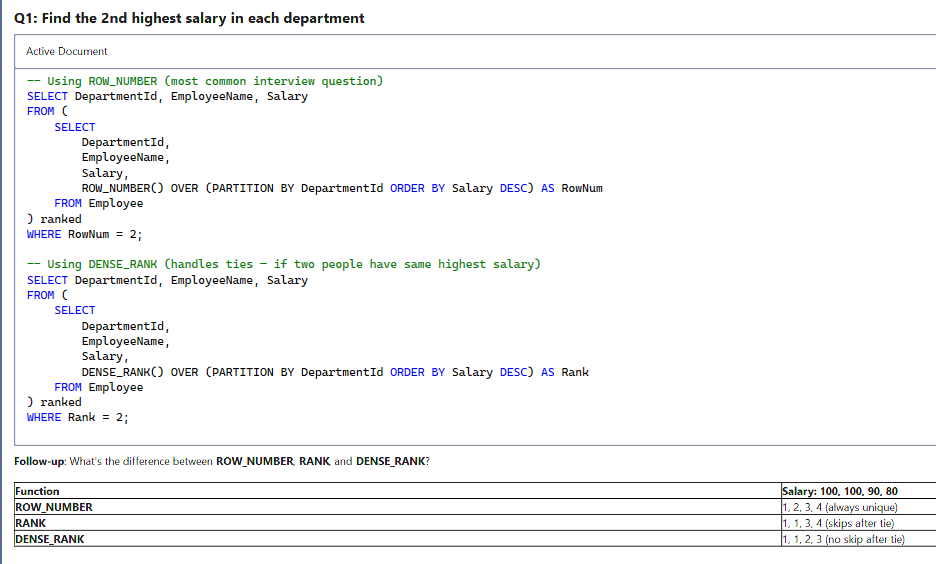 Q1: Find the 2nd highest salary in each department
Active Document
-- Using ROW_NUMBER (most common interview question)
SELECT DepartmentId, EmployeeName, Salary
FROM (
    SELECT
        DepartmentId,
        EmployeeName,
        Salary,
        ROW_NUMBER() OVER (PARTITION BY DepartmentId ORDER BY Salary DESC) AS RowNum
    FROM Employee
) ranked
WHERE RowNum = 2;
-- Using DENSE_RANK (handles ties — if two people have same highest salary)
SELECT DepartmentId, EmployeeName, Salary
FROM (
    SELECT
        DepartmentId,
        EmployeeName,
        Salary,
        DENSE_RANK() OVER (PARTITION BY DepartmentId ORDER BY Salary DESC) AS Rank
    FROM Employee
) ranked
WHERE Rank = 2;
Follow-up: What's the difference between ROW_NUMBER, RANK, and DENSE_RANK?
Function Salary: 100, 100, 90, 80
ROW_NUMBER 1, 2, 3, 4 (always unique)
RANK 1, 1, 3, 4 (skips after tie)
DENSE_RANK 1, 1, 2, 3 (no skip after tie)